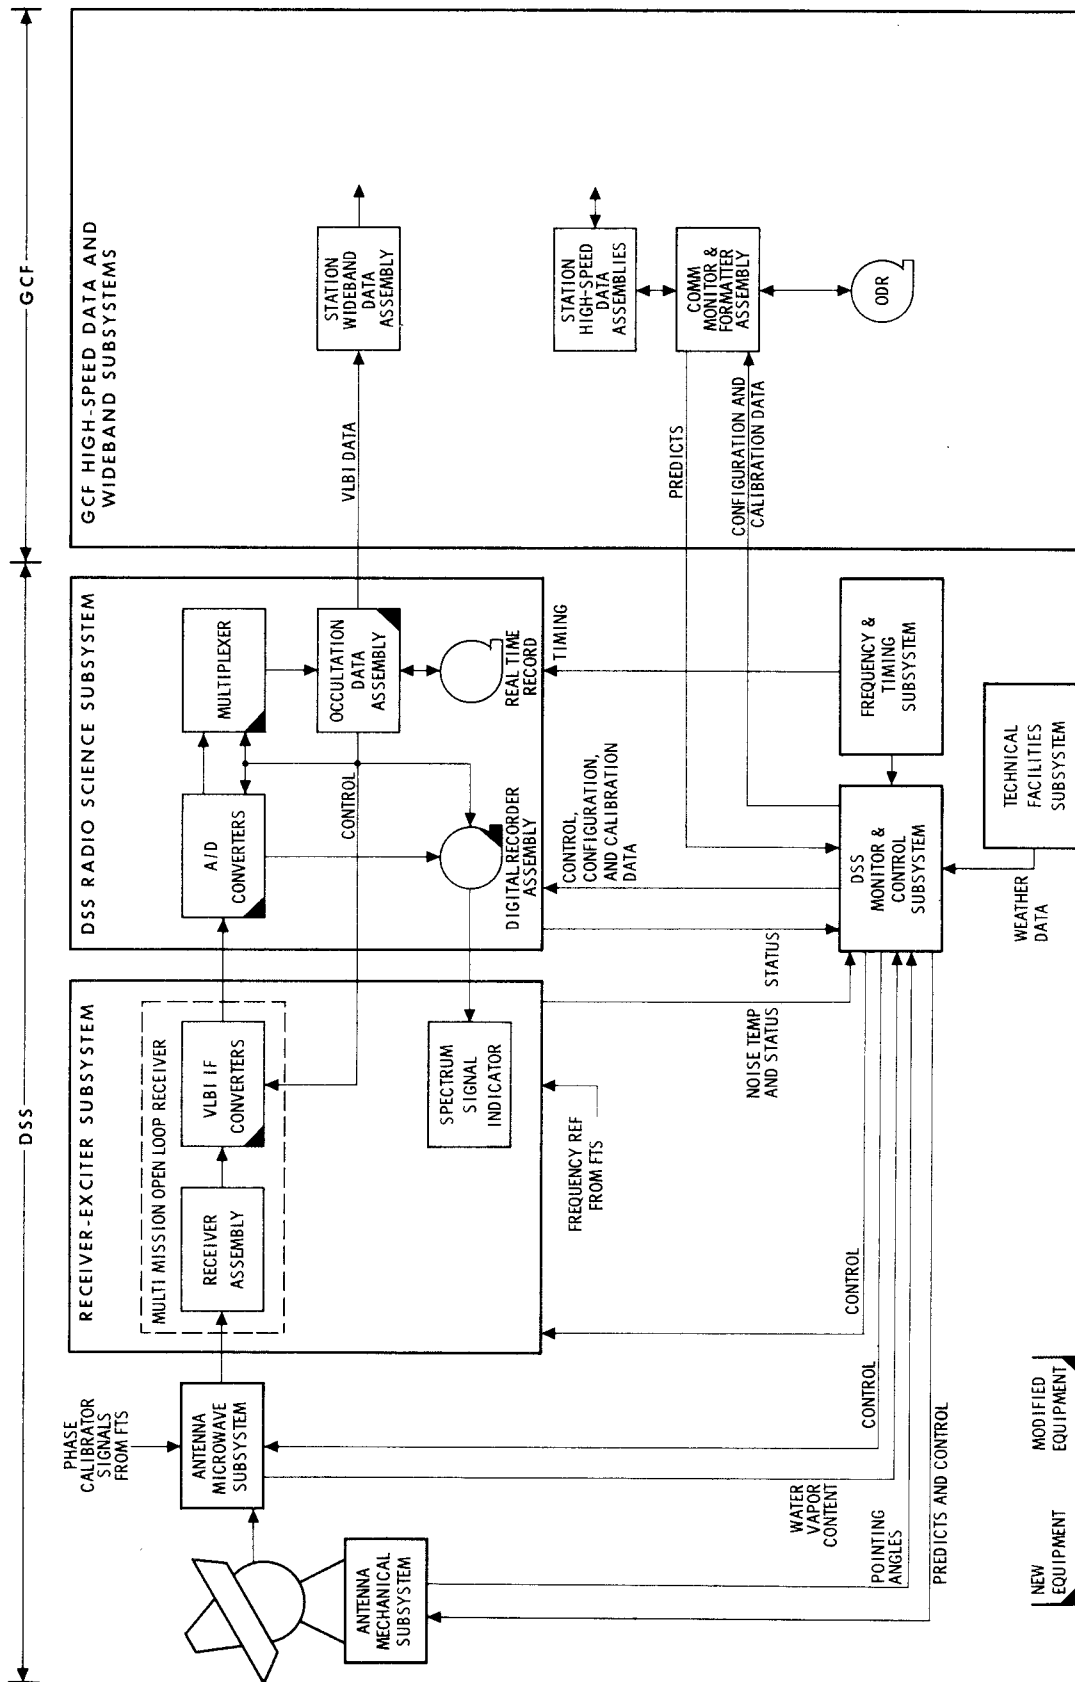 DSS
GCF
PHASE
CALIBRATOR
SIGNALS
FROM FTS
ANTENNA
MICROWAVE
SUBSYSTEM
ANTENNA
MECHANICAL
SUBSYSTEM
RECEIVER-EXCITER SUBSYSTEM
MULTI MISSION OPEN LOOP RECEIVER
RECEIVER
ASSEMBLY
VLBI IF
CONVERTERS
SPECTRUM
SIGNAL
INDICATOR
FREQUENCY REF
FROM FTS
DSS RADIO SCIENCE SUBSYSTEM
A/D
CONVERTERS
MULTIPLEXER
CONTROL
OCCULTATION
DATA
ASSEMBLY
DIGITAL RECORDER
ASSEMBLY
REAL TIME
RECORD
TIMING
CONTROL,
CONFIGURATION,
AND CALIBRATION
DATA
NOISE TEMP
AND STATUS
STATUS
GCF HIGH-SPEED DATA AND
WIDEBAND SUBSYSTEMS
VLBI DATA
STATION
WIDEBAND
DATA
ASSEMBLY
STATION
HIGH-SPEED
DATA
ASSEMBLIES
PREDICTS
COMM
MONITOR &
FORMATTER
ASSEMBLY
CONFIGURATION AND
CALIBRATION DATA
ODR
CONTROL
CONTROL
WATER
VAPOR
CONTENT
POINTING
ANGLES
PREDICTS AND CONTROL
DSS
MONITOR &
CONTROL
SUBSYSTEM
FREQUENCY &
TIMING
SUBSYSTEM
WEATHER
DATA
TECHNICAL
FACILITIES
SUBSYSTEM
NEW
EQUIPMENT
MODIFIED
EQUIPMENT